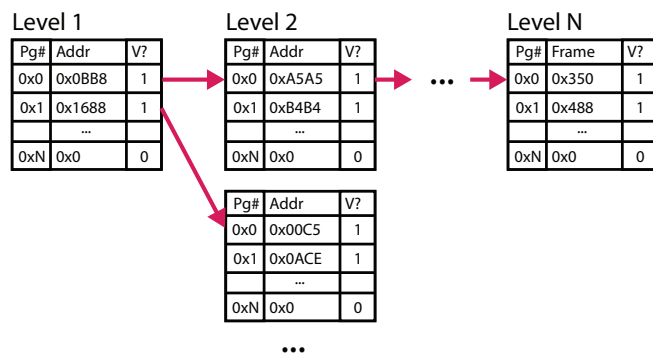 Level 1
Pg# Addr V?
0x0 0x0BB8 1
0x1 0x1688 1
...
0xN 0x0 0
Level 2
Pg# Addr V?
0x0 0xA5A5 1
0x1 0xB4B4 1
...
0xN 0x0 0
Pg# Addr V?
0x0 0x00C5 1
0x1 0x0ACE 1
...
0xN 0x0 0
...
...
Level N
Pg# Frame V?
0x0 0x350 1
0x1 0x488 1
...
0xN 0x0 0